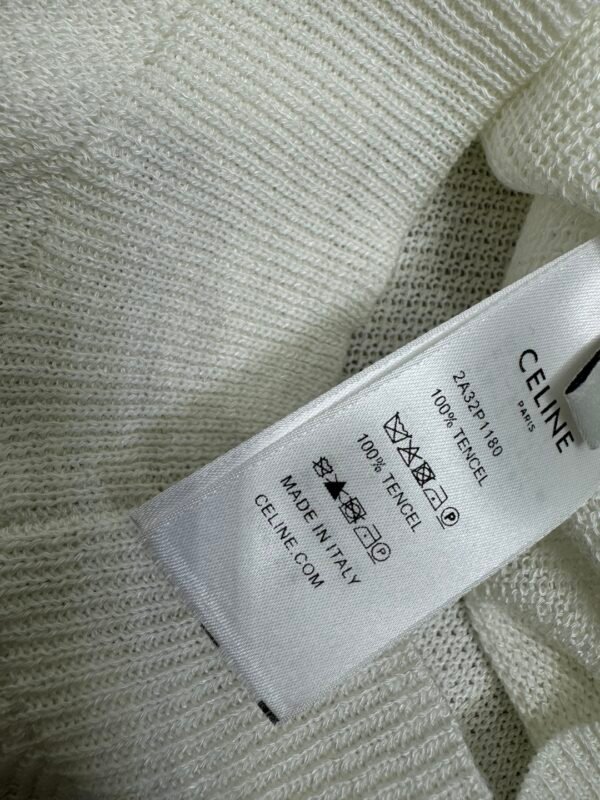 CELINE
PARIS
2A32P1180
100% TENCEL
P
100% TENCEL
P
MADE IN ITALY
CELINE.COM